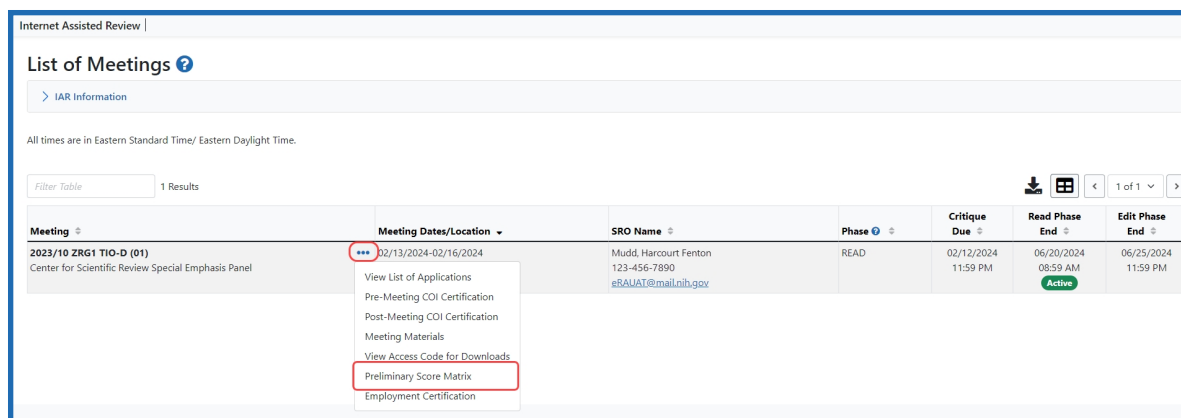 Internet Assisted Review
List of Meetings
IAR Information
All times are in Eastern Standard Time/ Eastern Daylight Time.
Filter Table
1 Results
1 of 1
Meeting
Meeting Dates/Location
SRO Name
Phase
Critique Due
Read Phase End
Edit Phase End
2023/10 ZRG1 TIO-D (01)
Center for Scientific Review Special Emphasis Panel
02/13/2024-02/16/2024
Mudd, Harcourt Fenton
123-456-7890
eRAUAT@mail.nih.gov
READ
02/12/2024
11:59 PM
06/20/2024
08:59 AM
Active
06/25/2024
11:59 PM
View List of Applications
Pre-Meeting COI Certification
Post-Meeting COI Certification
Meeting Materials
View Access Code for Downloads
Preliminary Score Matrix
Employment Certification